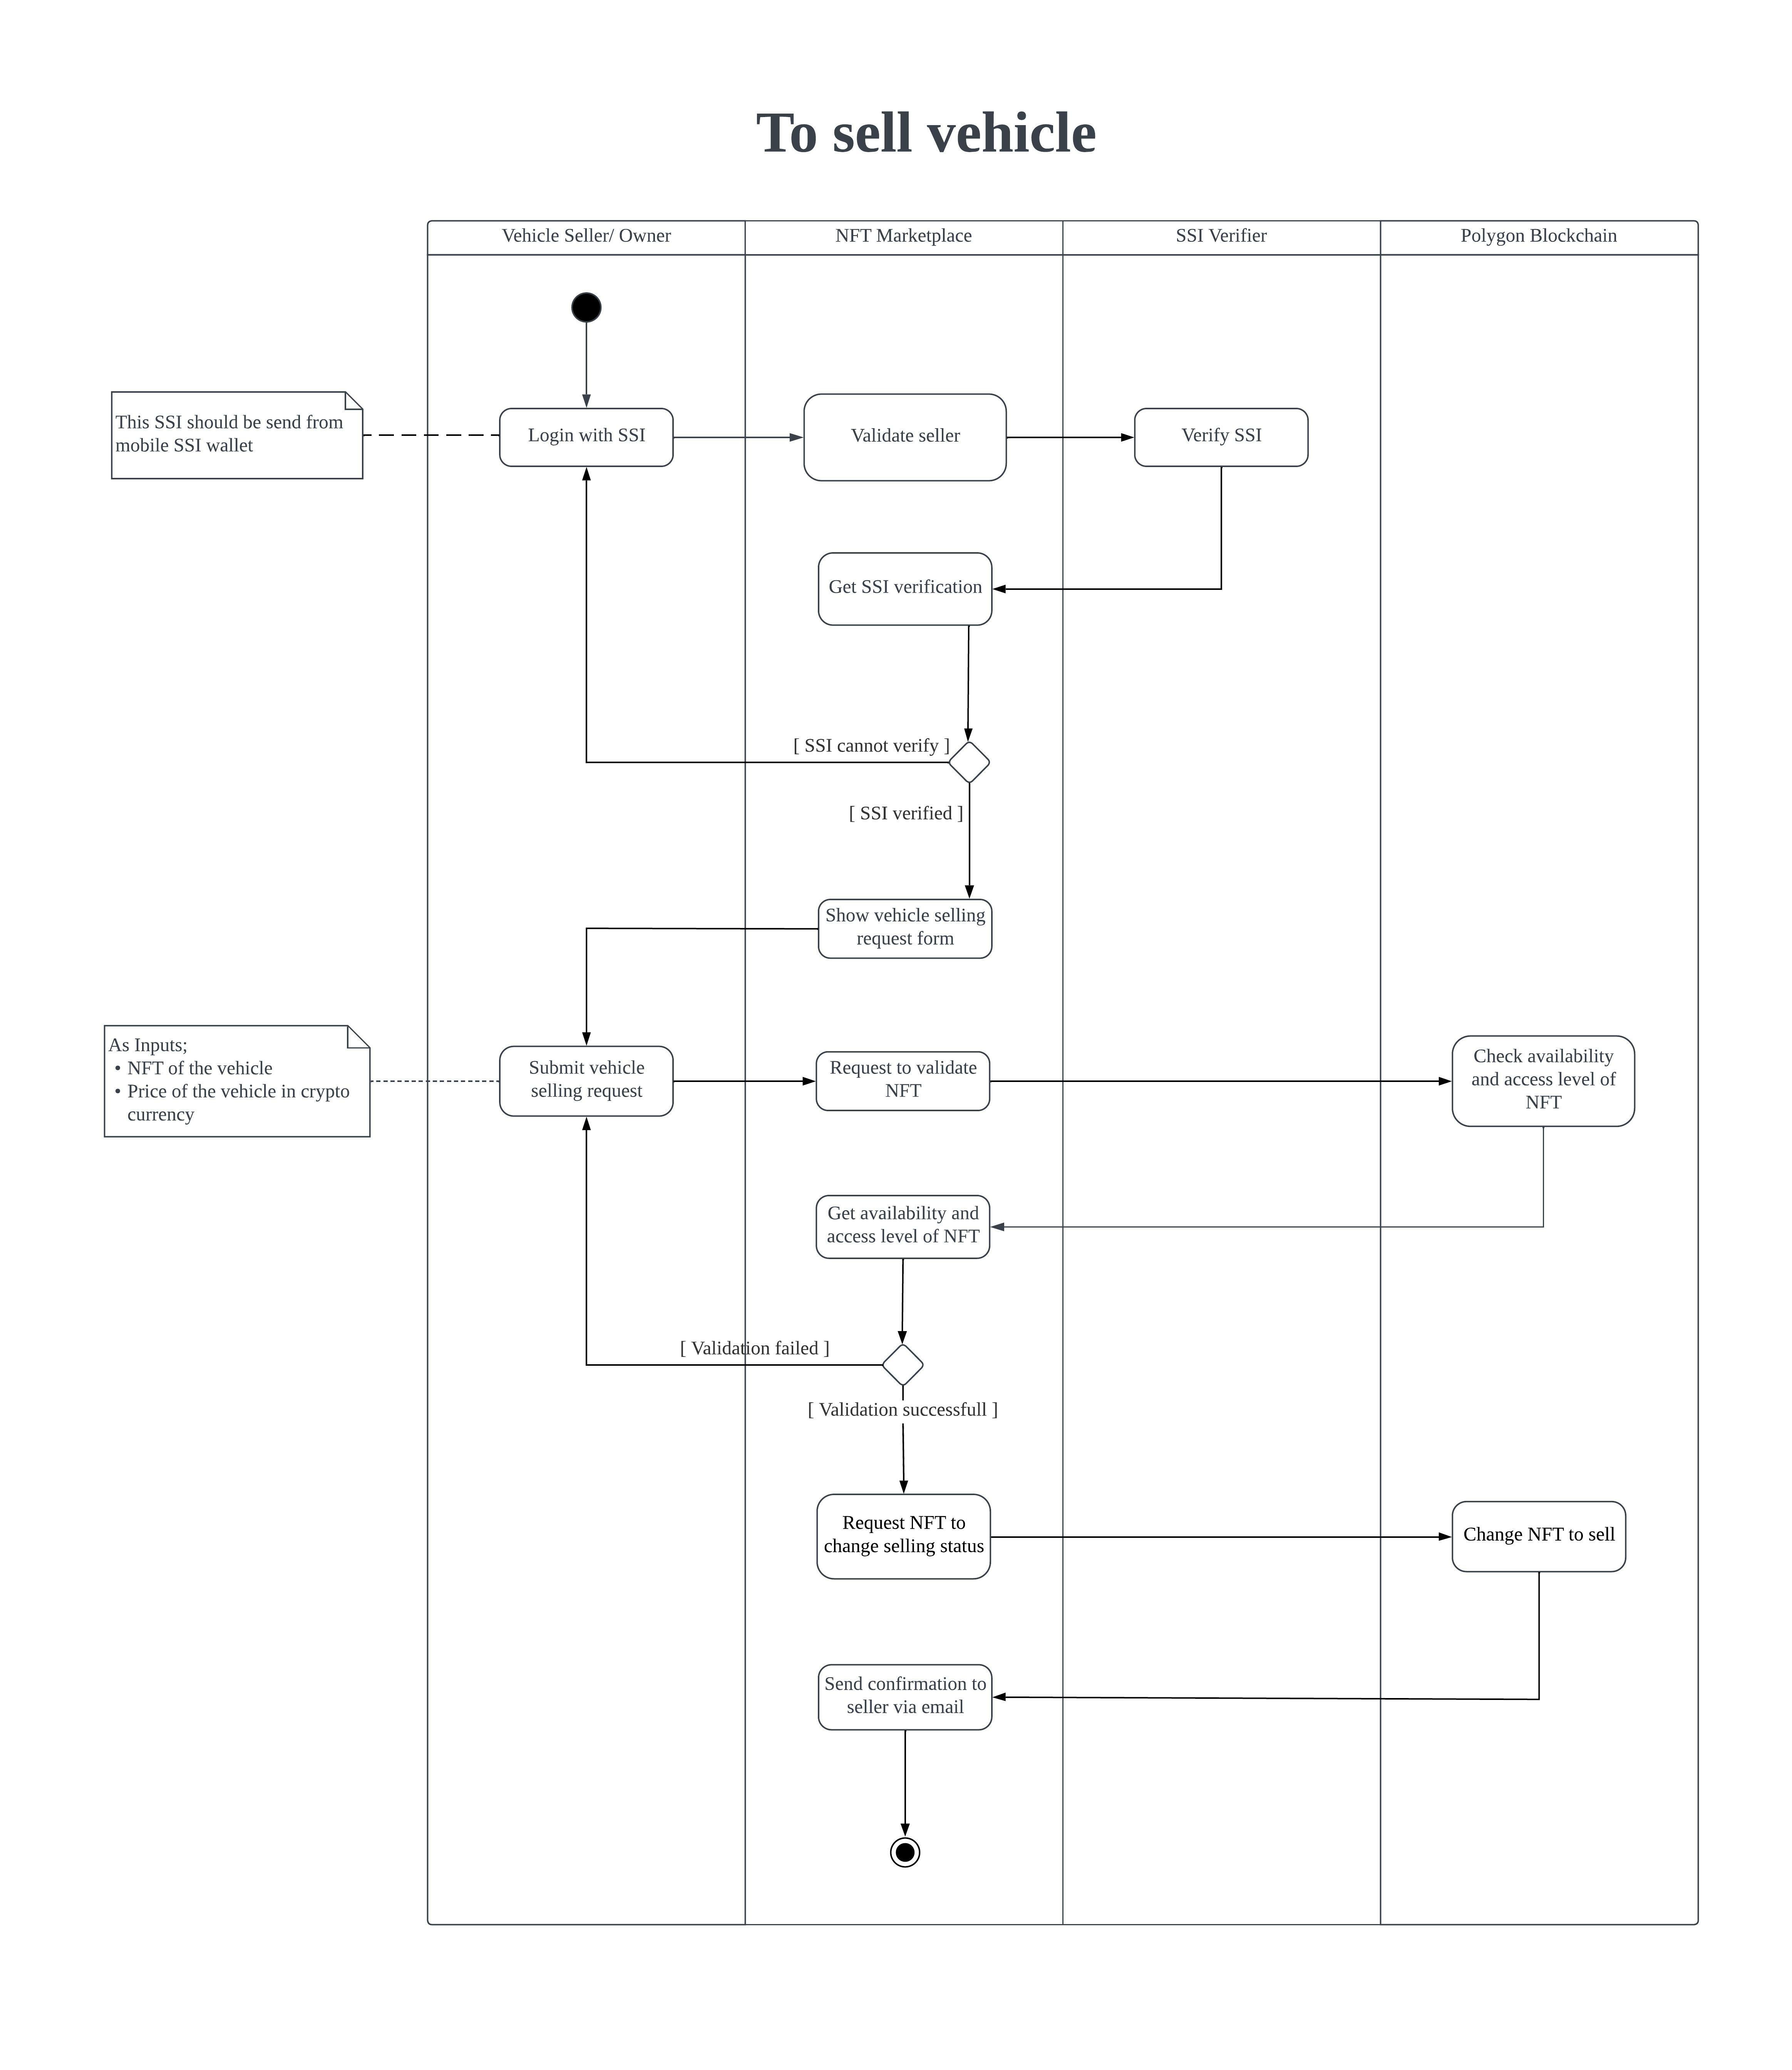 To sell vehicle
Vehicle Seller/ Owner
NFT Marketplace
SSI Verifier
Polygon Blockchain
This SSI should be send from
mobile SSI wallet
Login with SSI
Validate seller
Verify SSI
Get SSI verification
[ SSI cannot verify ]
[ SSI verified ]
Show vehicle selling
request form
As Inputs;
• NFT of the vehicle
• Price of the vehicle in crypto
currency
Submit vehicle
selling request
Request to validate
NFT
Check availability
and access level of
NFT
Get availability and
access level of NFT
[ Validation failed ]
[ Validation successfull ]
Request NFT to
change selling status
Change NFT to sell
Send confirmation to
seller via email